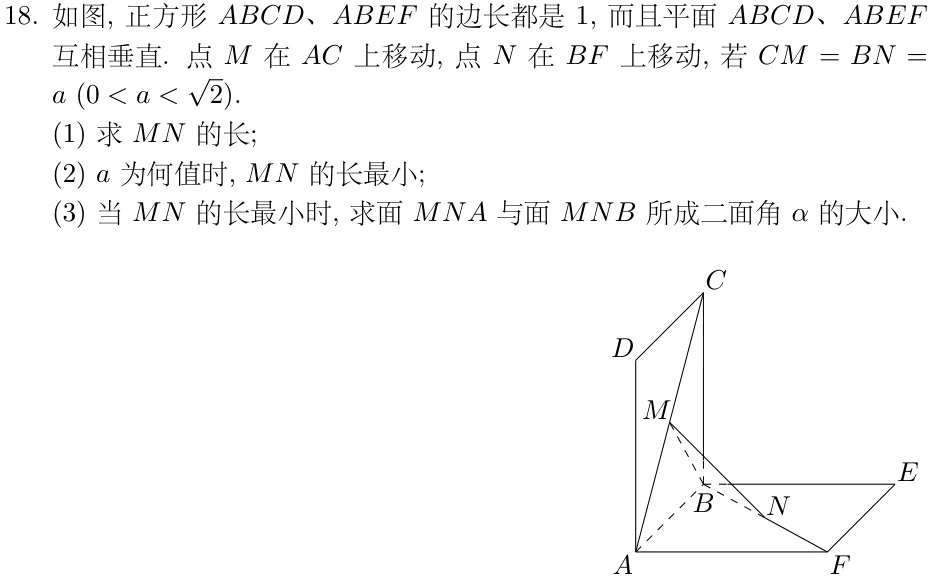 18. 如图, 正方形 ABCD、ABEF 的边长都是 1, 而且平面 ABCD、ABEF
互相垂直. 点 M 在 AC 上移动, 点 N 在 BF 上移动, 若 CM = BN =
a (0 < a < √2).
(1) 求 MN 的长;
(2) a 为何值时, MN 的长最小;
(3) 当 MN 的长最小时, 求面 MNA 与面 MNB 所成二面角 α 的大小.
C
D
M
E
B
N
A
F